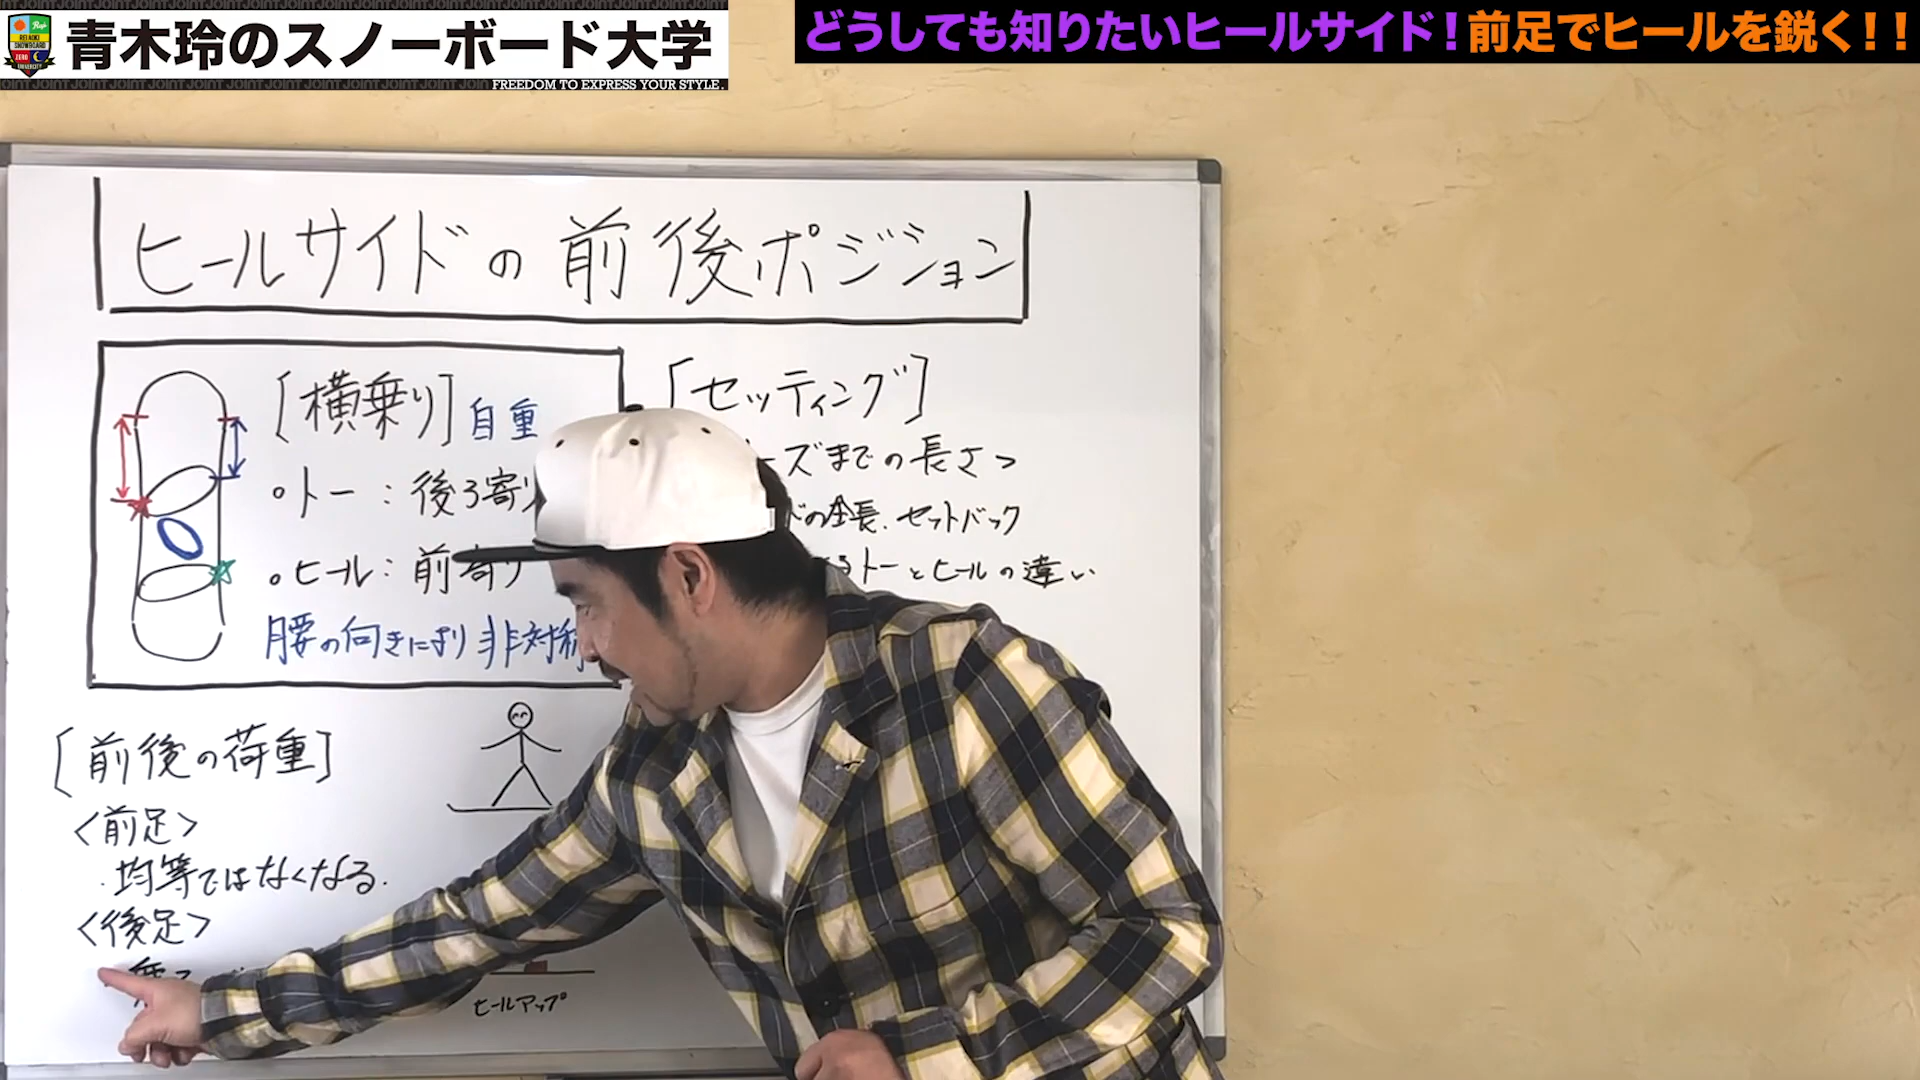 青木玲のスノーボード大学
FREEDOM TO EXPRESS YOUR STYLE.
どうしても知りたいヒールサイド！前足でヒールを鋭く！！
ヒールサイドの前後ポジション
[横乗り] 自重
○トー：後ろ寄り
○ヒール：前寄り
腰の向きにより非対称
[セッティング]
ズまでの長さ
の全長、セットバック
るトーとヒールの違い
[前後の荷重]
<前足>
・均等ではなくなる.
<後足>
ヒールアップ